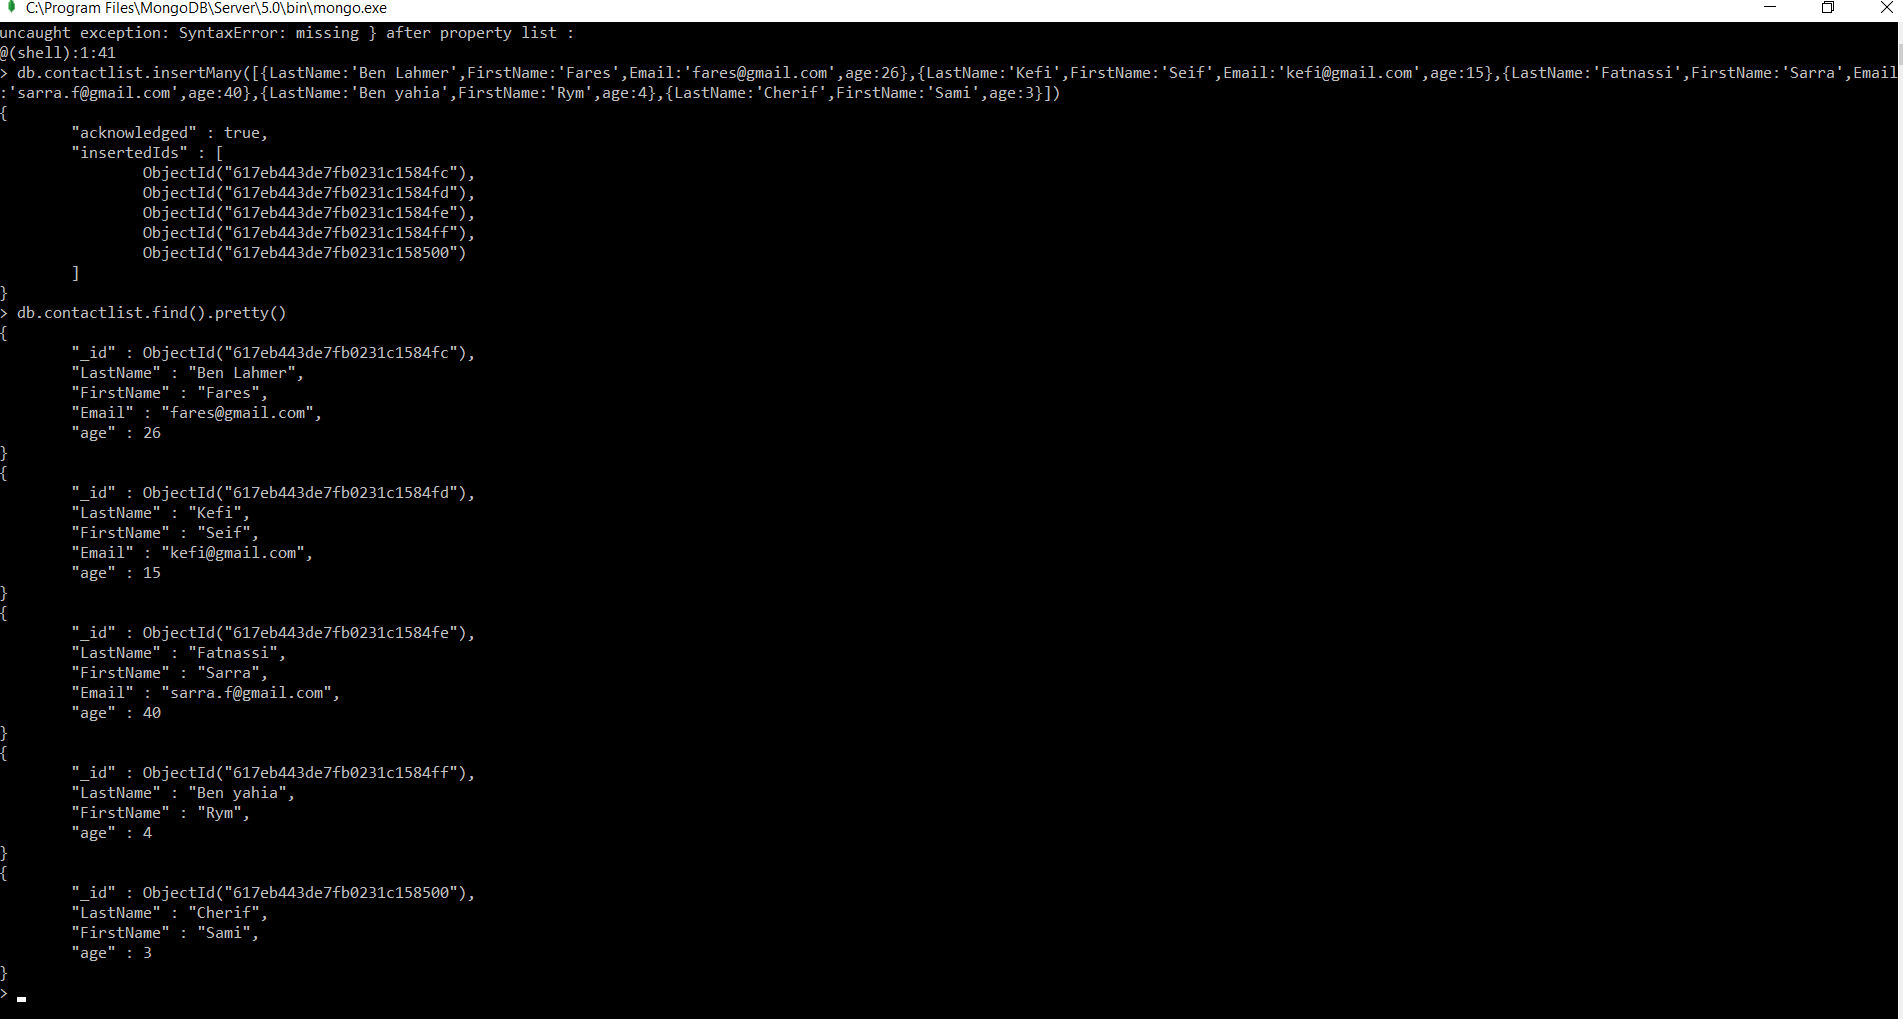 C:\Program Files\MongoDB\Server\5.0\bin\mongo.exe
uncaught exception: SyntaxError: missing } after property list :
@(shell):1:41
> db.contactlist.insertMany([{LastName:'Ben Lahmer',FirstName:'Fares',Email:'fares@gmail.com',age:26},{LastName:'Kefi',FirstName:'Seif',Email:'kefi@gmail.com',age:15},{LastName:'Fatnassi',FirstName:'Sarra',Email
:'sarra.f@gmail.com',age:40},{LastName:'Ben yahia',FirstName:'Rym',age:4},{LastName:'Cherif',FirstName:'Sami',age:3}])
{
        "acknowledged" : true,
        "insertedIds" : [
                ObjectId("617eb443de7fb0231c1584fc"),
                ObjectId("617eb443de7fb0231c1584fd"),
                ObjectId("617eb443de7fb0231c1584fe"),
                ObjectId("617eb443de7fb0231c1584ff"),
                ObjectId("617eb443de7fb0231c158500")
        ]
}
> db.contactlist.find().pretty()
{
        "_id" : ObjectId("617eb443de7fb0231c1584fc"),
        "LastName" : "Ben Lahmer",
        "FirstName" : "Fares",
        "Email" : "fares@gmail.com",
        "age" : 26
}
{
        "_id" : ObjectId("617eb443de7fb0231c1584fd"),
        "LastName" : "Kefi",
        "FirstName" : "Seif",
        "Email" : "kefi@gmail.com",
        "age" : 15
}
{
        "_id" : ObjectId("617eb443de7fb0231c1584fe"),
        "LastName" : "Fatnassi",
        "FirstName" : "Sarra",
        "Email" : "sarra.f@gmail.com",
        "age" : 40
}
{
        "_id" : ObjectId("617eb443de7fb0231c1584ff"),
        "LastName" : "Ben yahia",
        "FirstName" : "Rym",
        "age" : 4
}
{
        "_id" : ObjectId("617eb443de7fb0231c158500"),
        "LastName" : "Cherif",
        "FirstName" : "Sami",
        "age" : 3
}
>